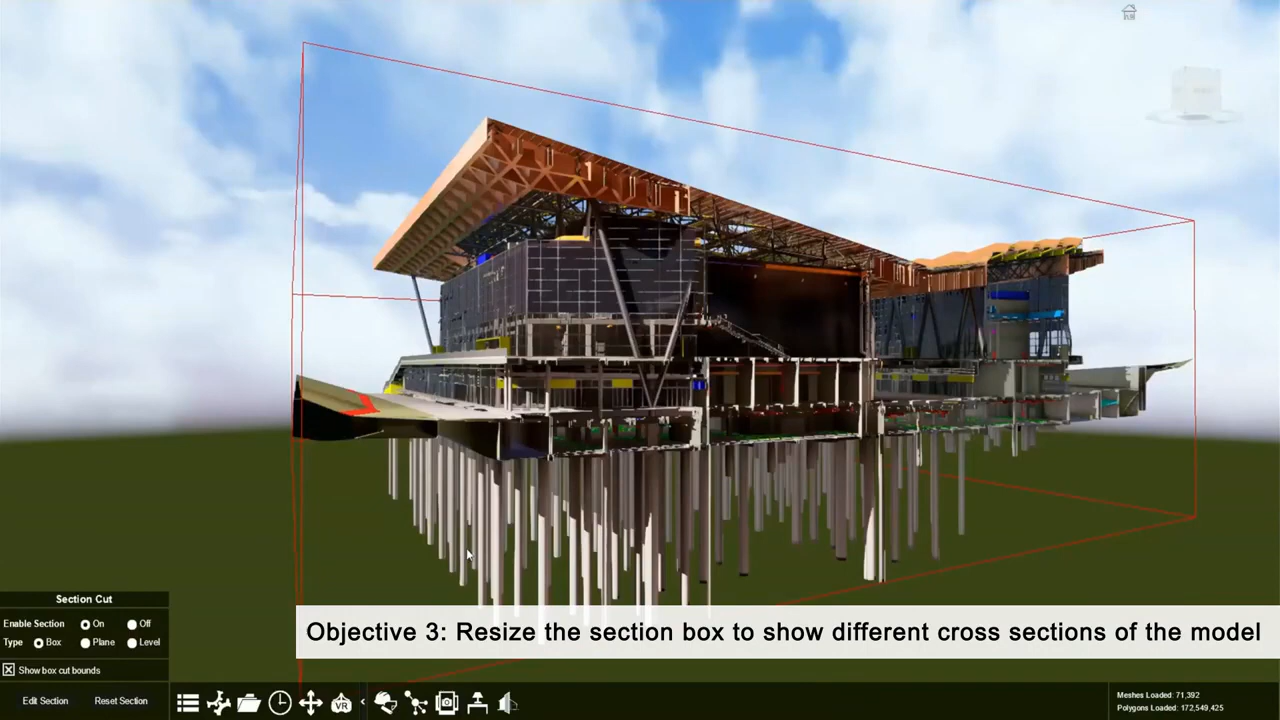 Section Cut
Enable Section On Off
Type Box Plane Level
Show box cut bounds
Edit Section Reset Section
Objective 3: Resize the section box to show different cross sections of the model
VR
Meshes Loaded: 71,392
Polygons Loaded: 172,549,425